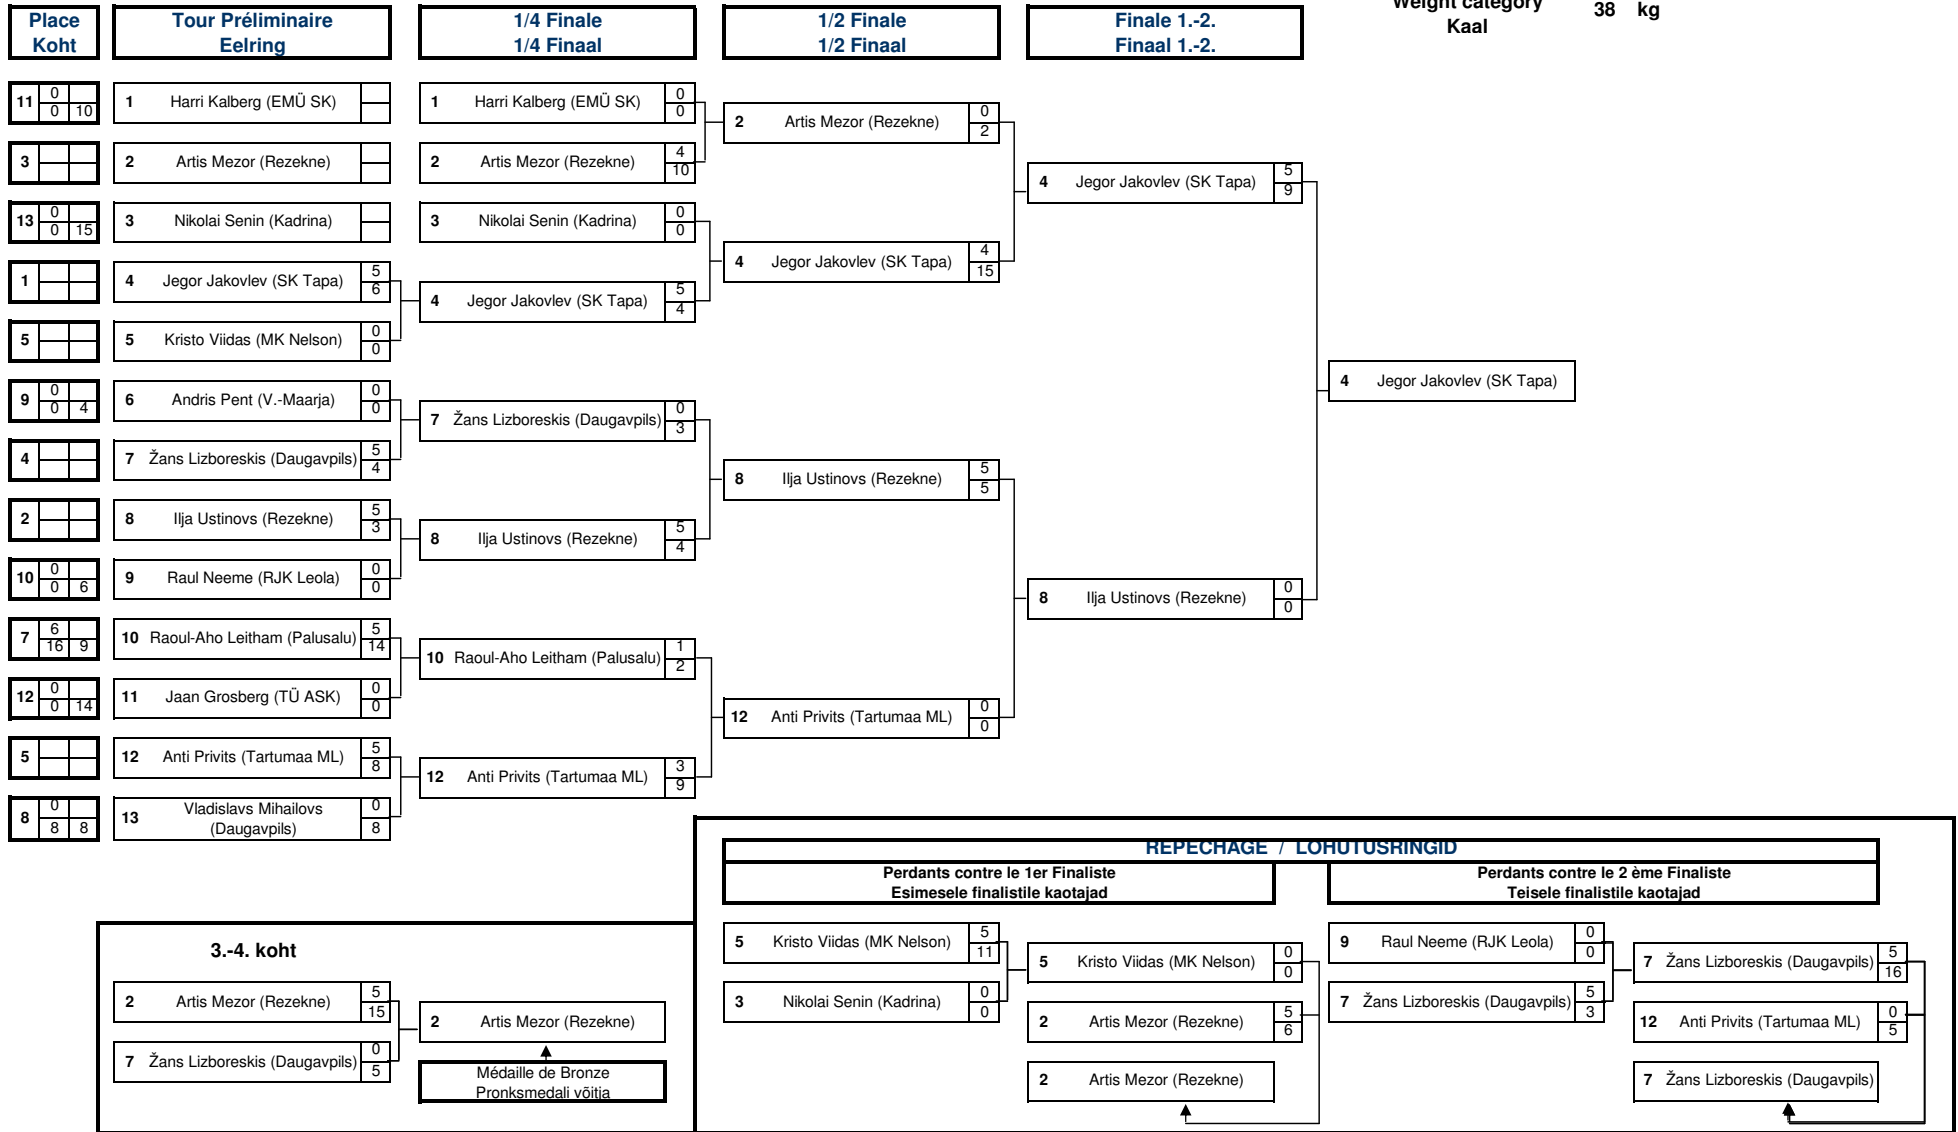 Weight category 38 kg
Kaal
Place Tour Préliminaire 1/4 Finale 1/2 Finale Finale 1.-2.
Koht Eelring 1/4 Finaal 1/2 Finaal Finaal 1.-2.
11 0
0 10
1 Harri Kalberg (EMÜ SK)
3
2 Artis Mezor (Rezekne)
13 0
0 15
3 Nikolai Senin (Kadrina)
1
4 Jegor Jakovlev (SK Tapa) 5
6
5
5 Kristo Viidas (MK Nelson) 0
0
9 0
0 4
6 Andris Pent (V.-Maarja) 0
0
4
7 Žans Lizboreskis (Daugavpils) 5
4
2
8 Ilja Ustinovs (Rezekne) 5
3
10 0
0 6
9 Raul Neeme (RJK Leola) 0
0
7 6
16 9
10 Raoul-Aho Leitham (Palusalu) 5
14
12 0
0 14
11 Jaan Grosberg (TÜ ASK) 0
0
5
12 Anti Privits (Tartumaa ML) 5
8
8 0
8 8
13 Vladislavs Mihailovs 0
(Daugavpils) 8
1 Harri Kalberg (EMÜ SK) 0
0
2 Artis Mezor (Rezekne) 4
10
3 Nikolai Senin (Kadrina) 0
0
4 Jegor Jakovlev (SK Tapa) 5
4
7 Žans Lizboreskis (Daugavpils) 0
3
8 Ilja Ustinovs (Rezekne) 5
4
10 Raoul-Aho Leitham (Palusalu) 1
2
12 Anti Privits (Tartumaa ML) 3
9
2 Artis Mezor (Rezekne) 0
2
4 Jegor Jakovlev (SK Tapa) 4
15
8 Ilja Ustinovs (Rezekne) 5
5
12 Anti Privits (Tartumaa ML) 0
0
4 Jegor Jakovlev (SK Tapa) 5
9
8 Ilja Ustinovs (Rezekne) 0
0
4 Jegor Jakovlev (SK Tapa)
REPECHAGE / LOHUTUSRINGID
Perdants contre le 1er Finaliste
Esimesele finalistile kaotajad
Perdants contre le 2 ème Finaliste
Teisele finalistile kaotajad
5 Kristo Viidas (MK Nelson) 5
11
3 Nikolai Senin (Kadrina) 0
0
5 Kristo Viidas (MK Nelson) 0
0
2 Artis Mezor (Rezekne) 5
6
2 Artis Mezor (Rezekne)
9 Raul Neeme (RJK Leola) 0
0
7 Žans Lizboreskis (Daugavpils) 5
3
7 Žans Lizboreskis (Daugavpils) 5
16
12 Anti Privits (Tartumaa ML) 0
5
7 Žans Lizboreskis (Daugavpils)
3.-4. koht
2 Artis Mezor (Rezekne) 5
15
7 Žans Lizboreskis (Daugavpils) 0
5
2 Artis Mezor (Rezekne)
Médaille de Bronze
Pronksmedali võitja